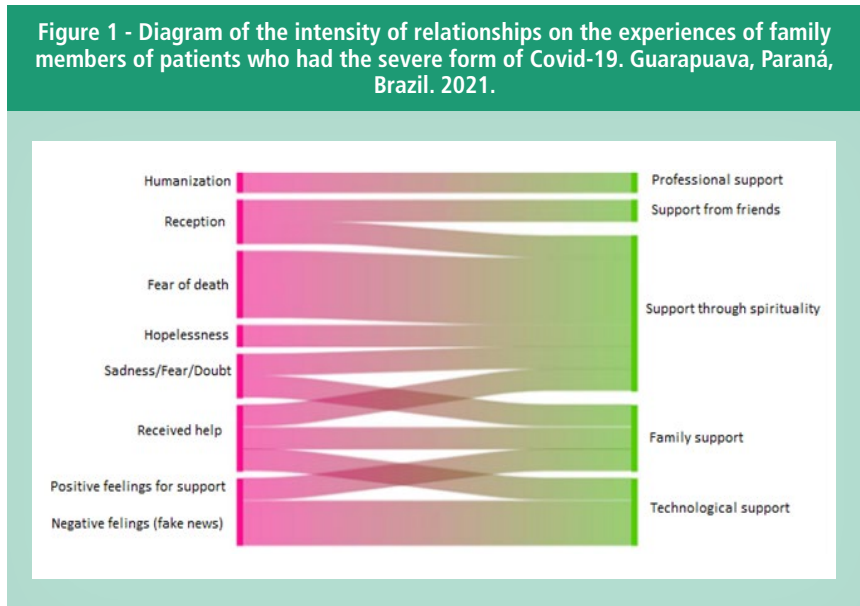 Figure 1 - Diagram of the intensity of relationships on the experiences of family
members of patients who had the severe form of Covid-19. Guarapuava, Paraná,
Brazil. 2021.
Humanization
Reception
Fear of death
Hopelessness
Sadness/Fear/Doubt
Received help
Positive feelings for support
Negative felings (fake news)
Professional support
Support from friends
Support through spirituality
Family support
Technological support